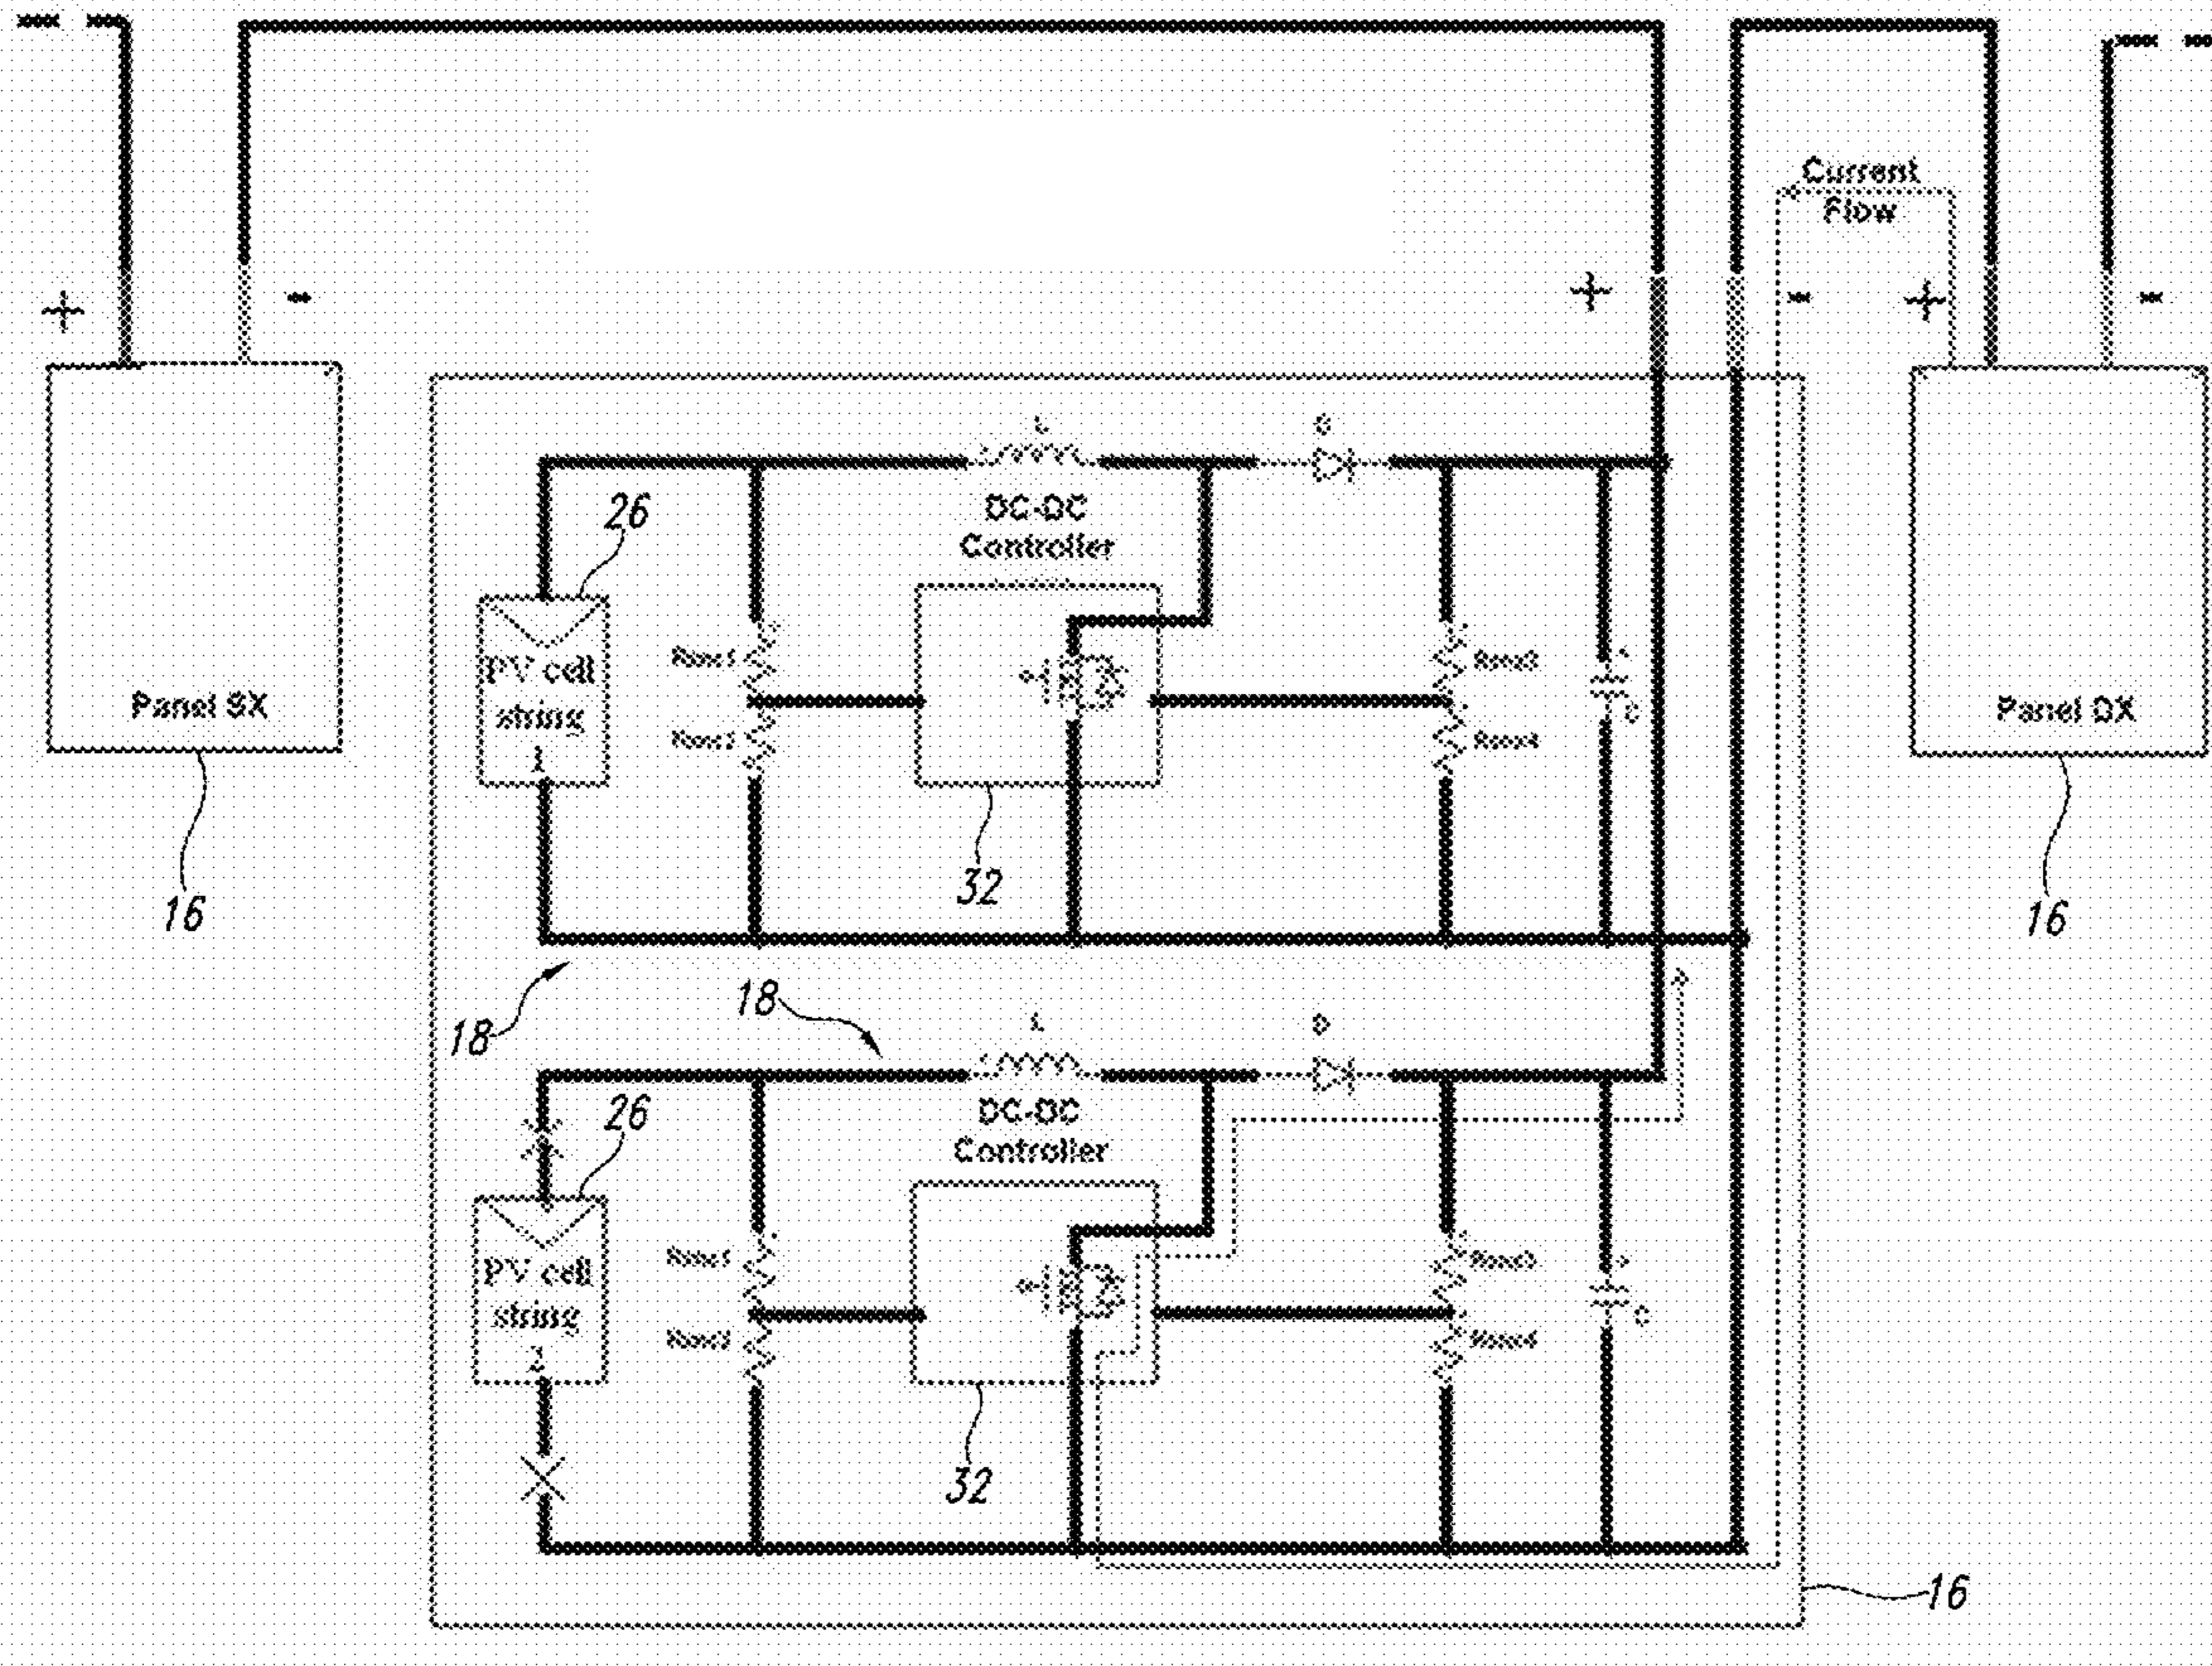 Current
Flow
+
-
+
-
+
-
L
DC-DC
Controller
26
PV cell
string
1
Panel SX
Panel DX
C
32
16
16
18
18
L
D
DC-DC
Controller
26
PV cell
string
2
C
32
16